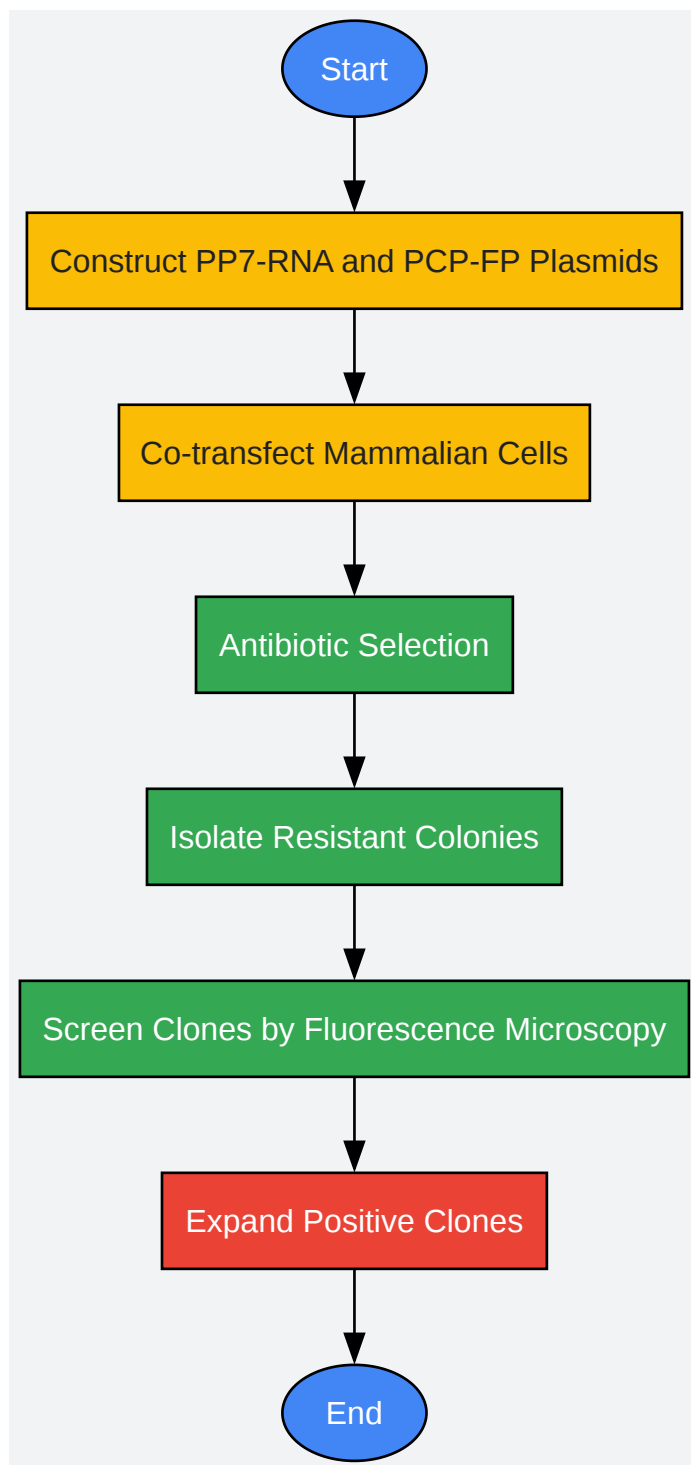 Start
Construct PP7-RNA and PCP-FP Plasmids
Co-transfect Mammalian Cells
Antibiotic Selection
Isolate Resistant Colonies
Screen Clones by Fluorescence Microscopy
Expand Positive Clones
End